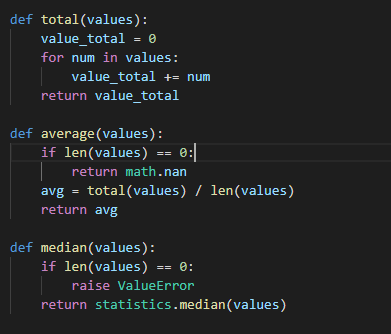 def total(values):
    value_total = 0
    for num in values:
        value_total += num
    return value_total

def average(values):
    if len(values) == 0:
        return math.nan
    avg = total(values) / len(values)
    return avg

def median(values):
    if len(values) == 0:
        raise ValueError
    return statistics.median(values)